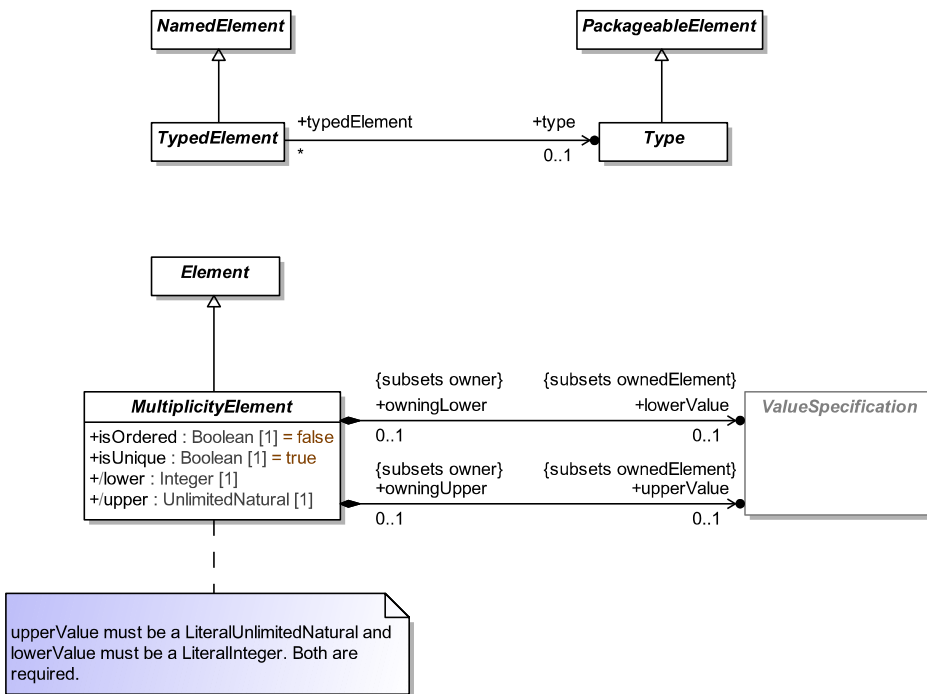 NamedElement
PackageableElement
TypedElement
+typedElement
*
+type
0..1
Type
Element
MultiplicityElement
+isOrdered : Boolean [1] = false
+isUnique : Boolean [1] = true
+/lower : Integer [1]
+/upper : UnlimitedNatural [1]
{subsets owner}
+owningLower
0..1
{subsets ownedElement}
+lowerValue
0..1
{subsets owner}
+owningUpper
0..1
{subsets ownedElement}
+upperValue
0..1
ValueSpecification
upperValue must be a LiteralUnlimitedNatural and
lowerValue must be a LiteralInteger. Both are
required.